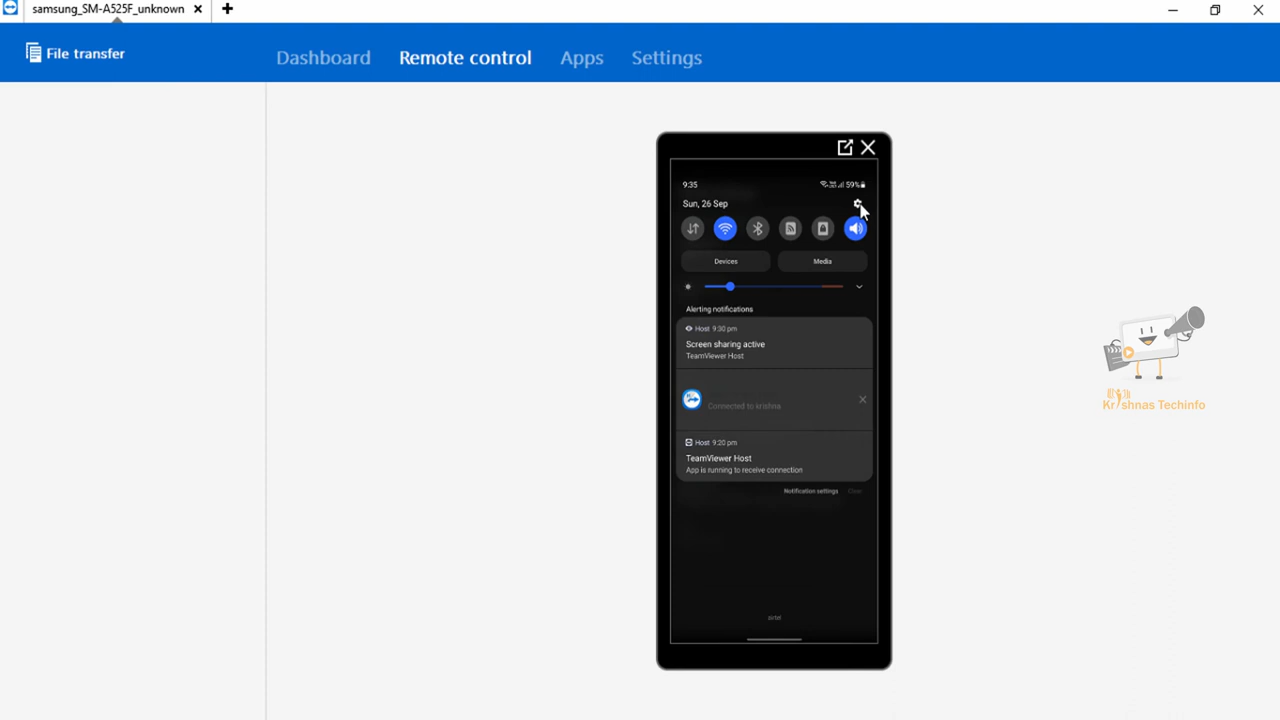 samsung_SM-A525F_unknown
File transfer
Dashboard
Remote control
Apps
Settings
9:35
59%
Sun, 26 Sep
Devices
Media
Alerting notifications
Host 9:30 pm
Screen sharing active
TeamViewer Host
Connected to krishna
Host 9:20 pm
TeamViewer Host
App is running to receive connection
Notification settings
Clear
airtel
Krishnas Techinfo